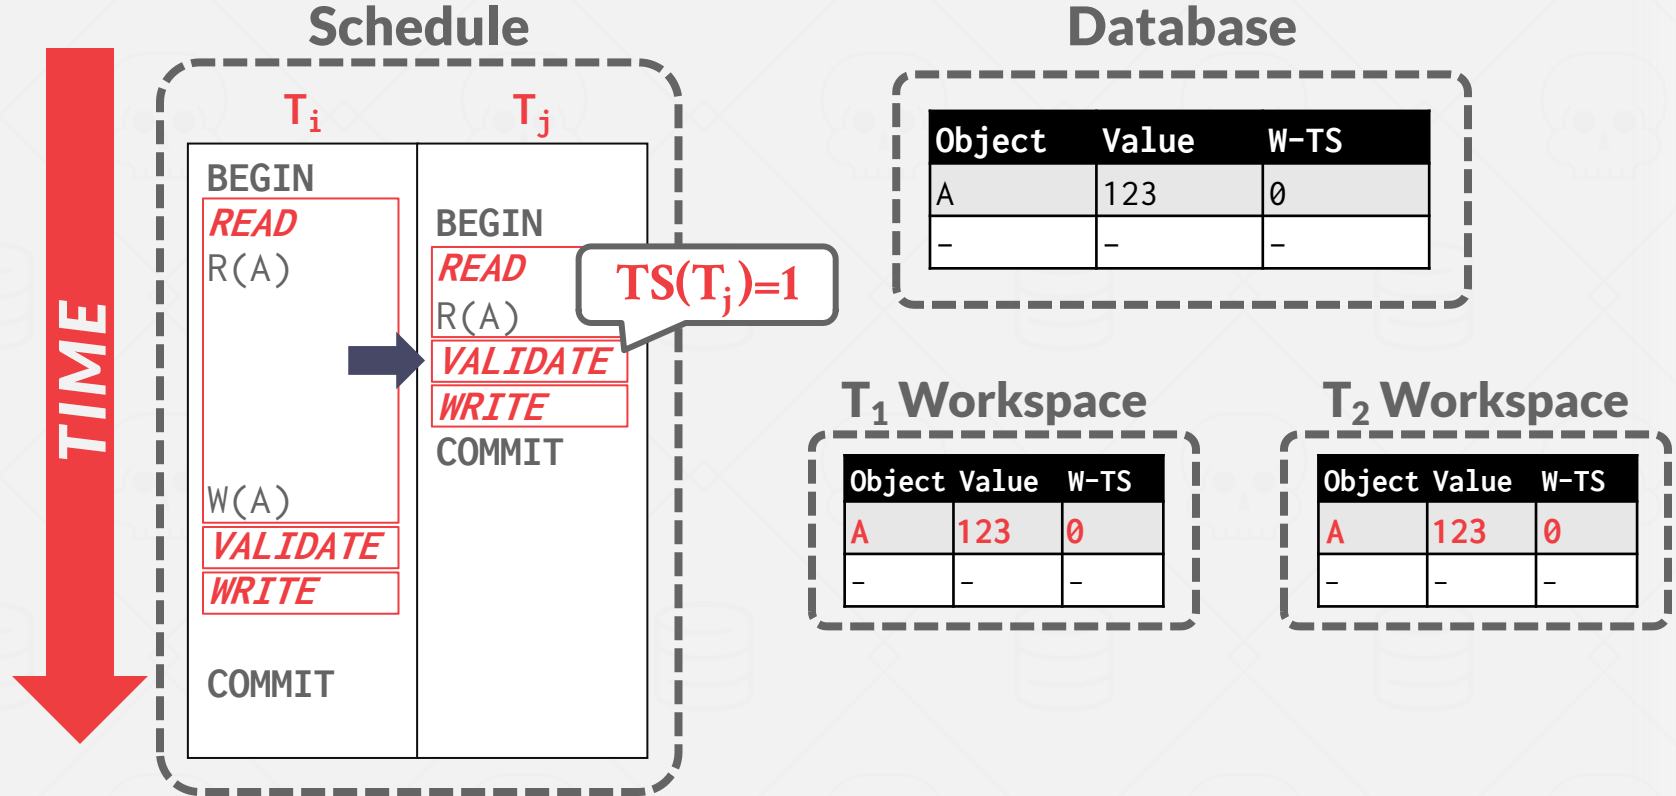 Schedule
Database
TIME
Ti Tj
BEGIN
READ
R(A)
W(A)
VALIDATE
WRITE
COMMIT
BEGIN
READ
R(A)
VALIDATE
WRITE
COMMIT
TS(Tj)=1
Object Value W-TS
A 123 0
- - -
T1 Workspace
Object Value W-TS
A 123 0
- - -
T2 Workspace
Object Value W-TS
A 123 0
- - -